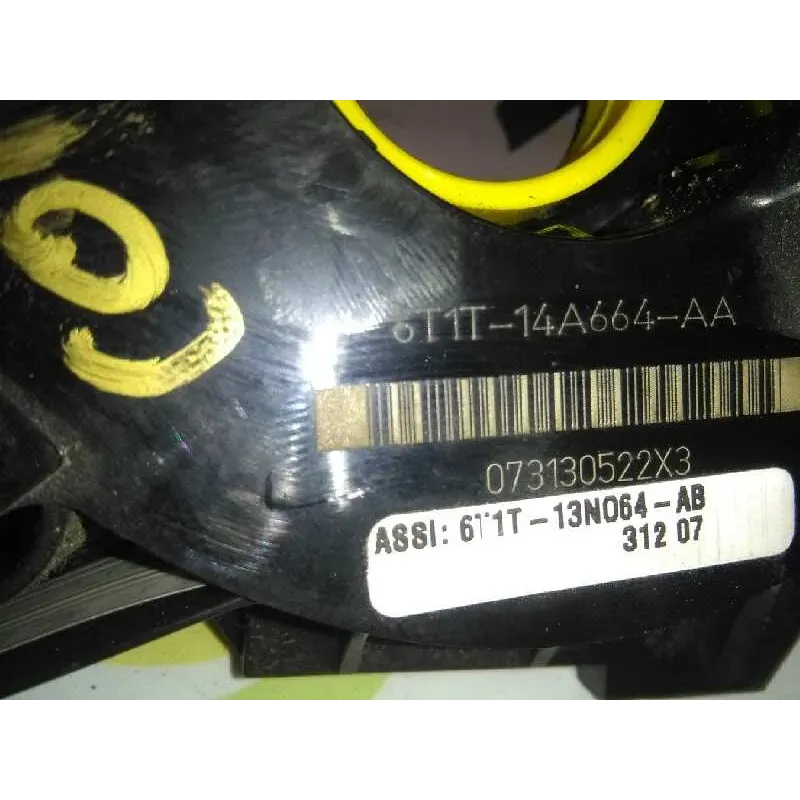 6T1T-14A664-AA
073130522X3
ASSI: 6T1T-13N064-AB
312 07